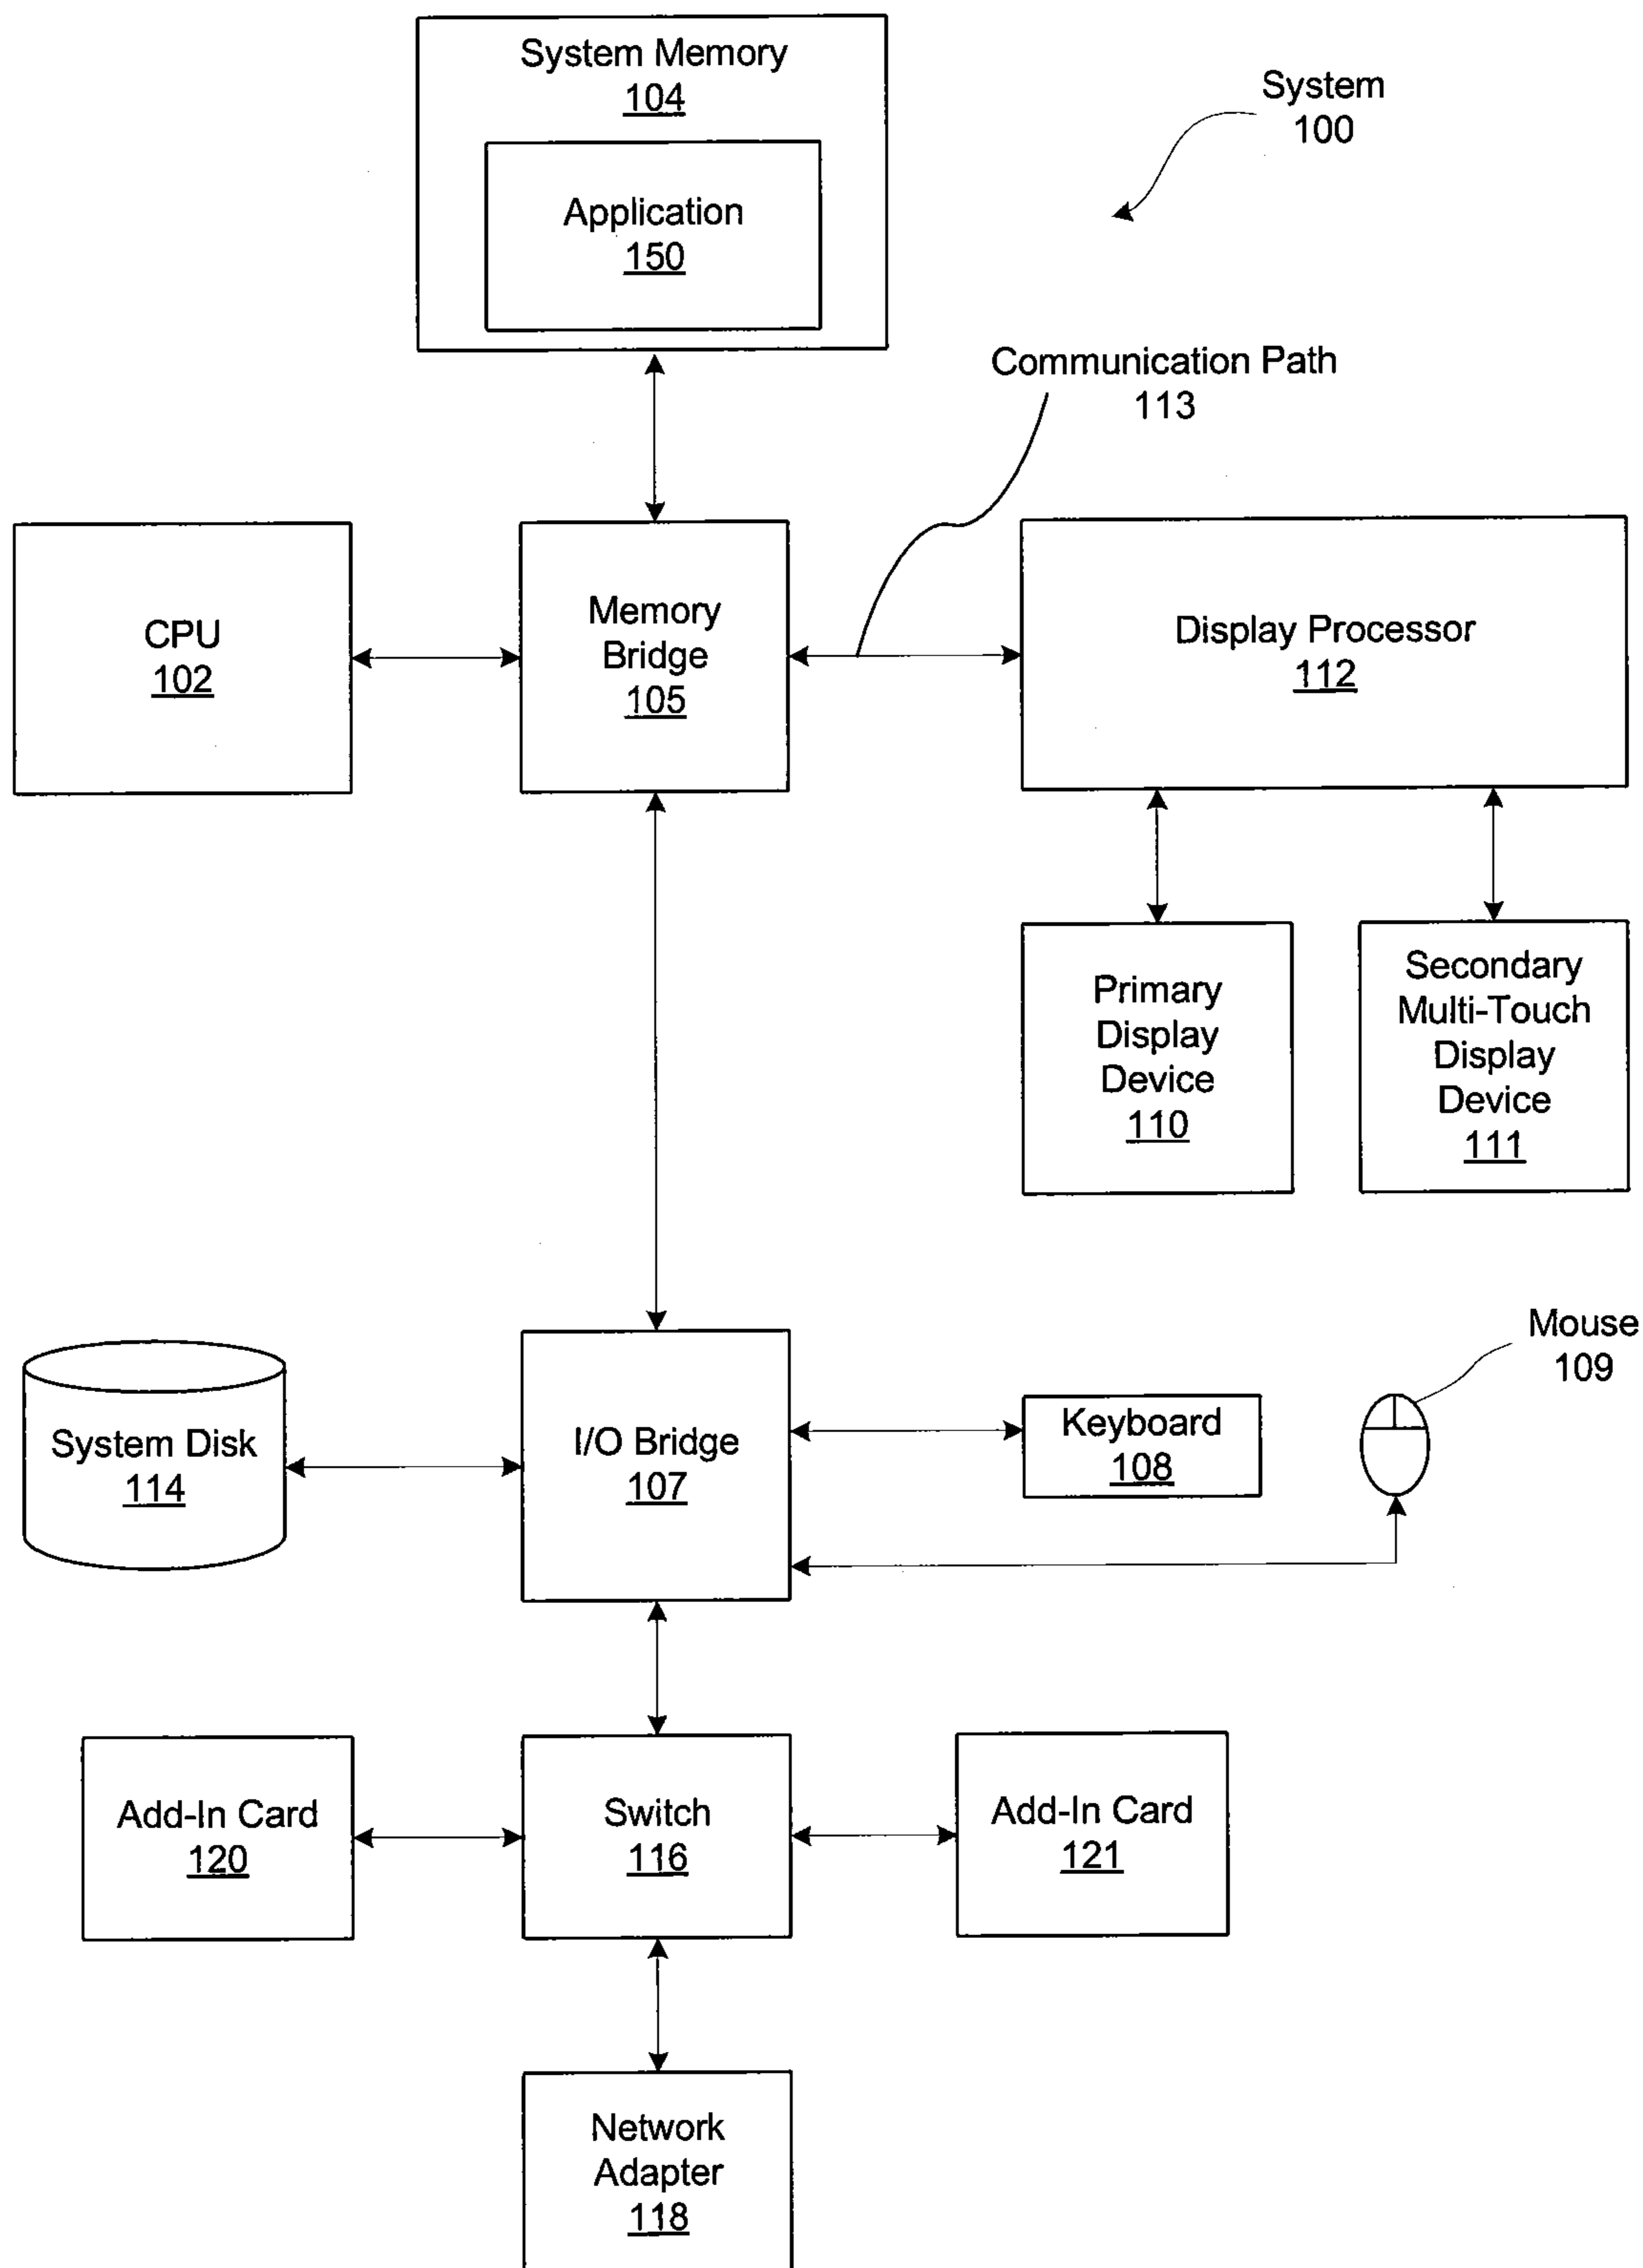 System Memory
104
Application
150
System
100
Communication Path
113
CPU
102
Memory
Bridge
105
Display Processor
112
Primary
Display
Device
110
Secondary
Multi-Touch
Display
Device
111
System Disk
114
I/O Bridge
107
Keyboard
108
Mouse
109
Add-In Card
120
Switch
116
Add-In Card
121
Network
Adapter
118